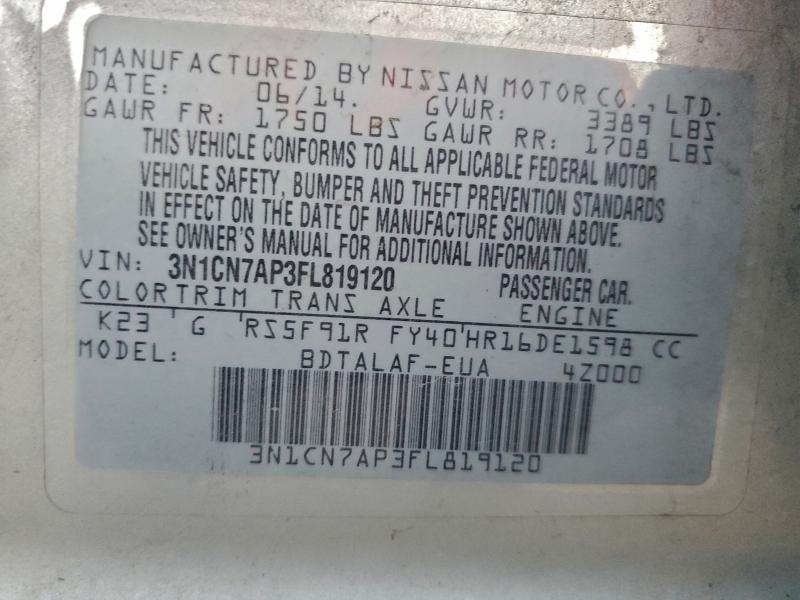 MANUFACTURED BY NISSAN MOTOR CO., LTD.
DATE: 06/14. GVWR: 3389 LBS
GAWR FR: 1750 LBS GAWR RR: 1708 LBS
THIS VEHICLE CONFORMS TO ALL APPLICABLE FEDERAL MOTOR
VEHICLE SAFETY, BUMPER AND THEFT PREVENTION STANDARDS
IN EFFECT ON THE DATE OF MANUFACTURE SHOWN ABOVE.
SEE OWNER'S MANUAL FOR ADDITIONAL INFORMATION.
VIN: 3N1CN7AP3FL819120 PASSENGER CAR.
COLOR TRIM TRANS AXLE ENGINE
K23 'G 'RS5F91R FY40'HR16DE1598 CC
MODEL: BDTALAF-EUA 4Z000
3N1CN7AP3FL819120